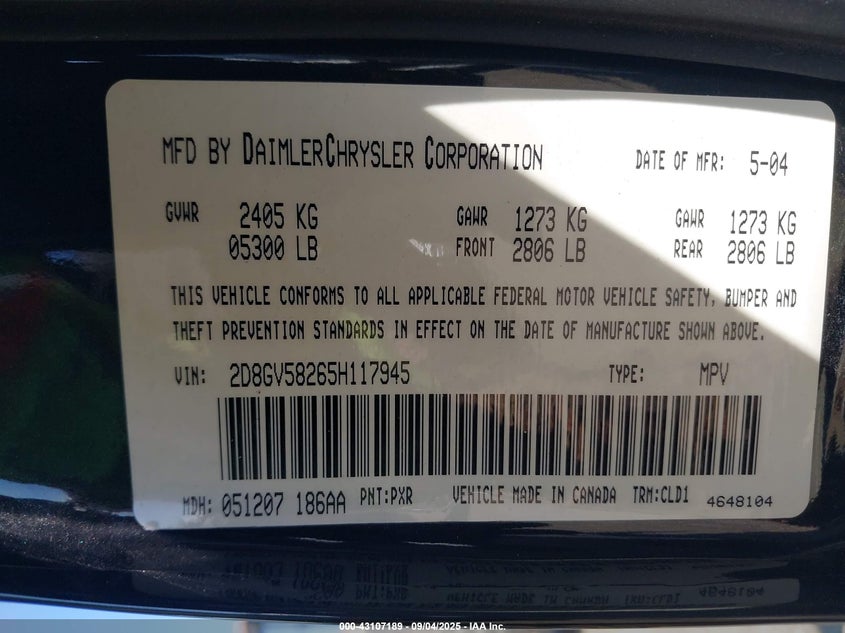 MFD BY DAIMLERCHRYSLER CORPORATION DATE OF MFR: 5-04
GVWR 2405 KG GAWR 1273 KG GAWR 1273 KG
05300 LB FRONT 2806 LB REAR 2806 LB
THIS VEHICLE CONFORMS TO ALL APPLICABLE FEDERAL MOTOR VEHICLE SAFETY, BUMPER AND
THEFT PREVENTION STANDARDS IN EFFECT ON THE DATE OF MANUFACTURE SHOWN ABOVE.
VIN: 2D8GV58265H117945 TYPE: MPV
MDH: 051207 186AA PNT:PXR VEHICLE MADE IN CANADA TRM:CLD1 4648104
000-43107189 - 09/04/2025 - IAA Inc.